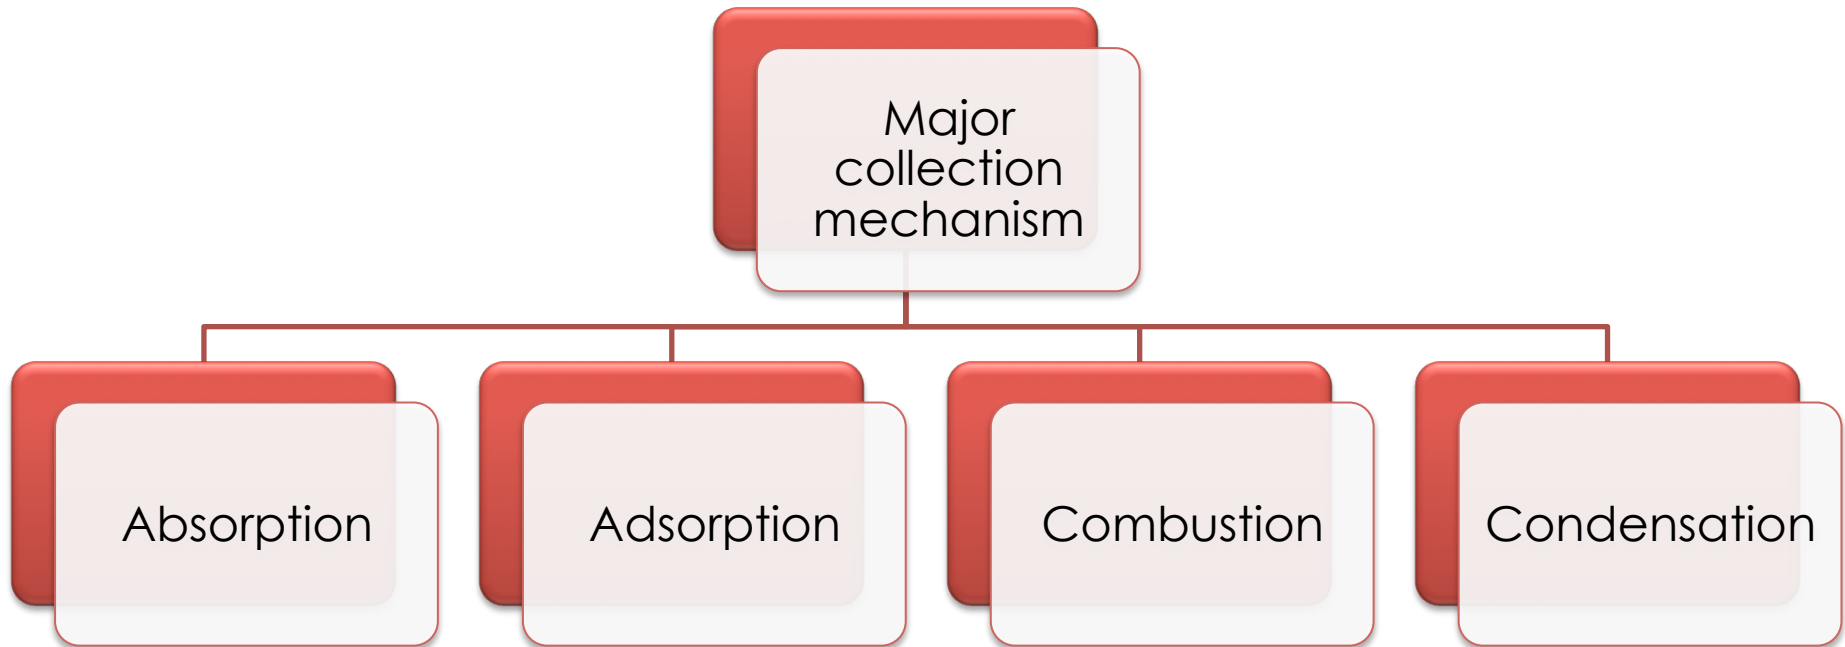 Major
collection
mechanism
Absorption
Adsorption
Combustion
Condensation